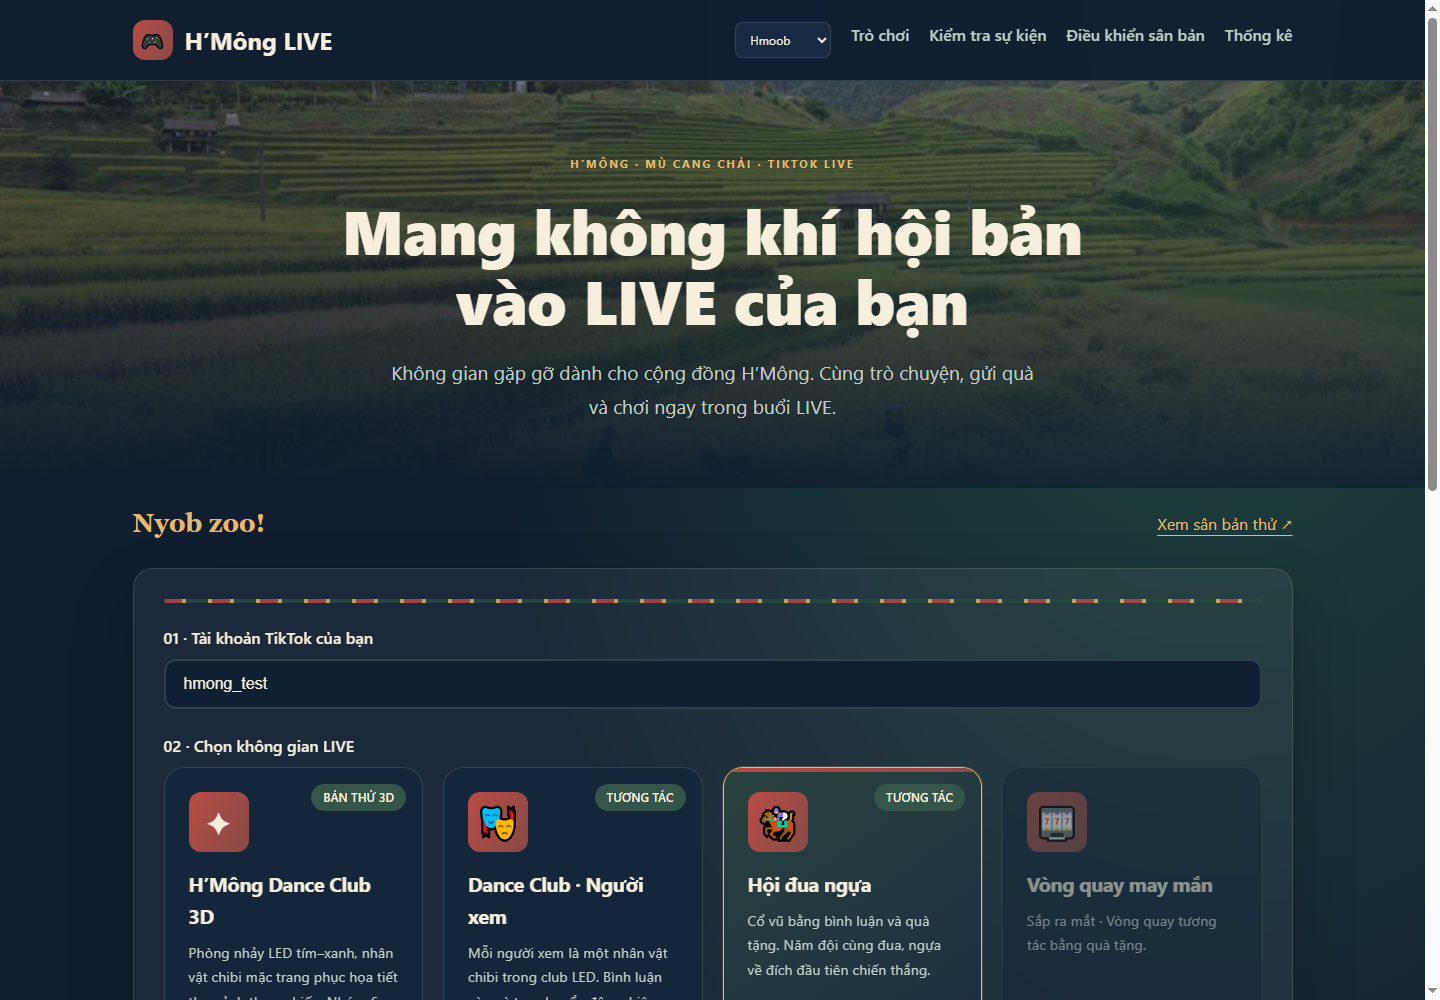 H'Mông LIVE
Hmoob
Trò chơi
Kiểm tra sự kiện
Điều khiển sân bản
Thống kê
H'MÔNG · MÙ CANG CHẢI · TIKTOK LIVE
Mang không khí hội bản
vào LIVE của bạn
Không gian gặp gỡ dành cho cộng đồng H'Mông. Cùng trò chuyện, gửi quà
và chơi ngay trong buổi LIVE.
Nyob zoo!
Xem sân bản thử ↗
01 · Tài khoản TikTok của bạn
hmong_test
02 · Chọn không gian LIVE
BẢN THỬ 3D
H'Mông Dance Club
3D
Phòng nhảy LED tím–xanh, nhân
vật chibi mặc trang phục họa tiết
TƯƠNG TÁC
Dance Club · Người
xem
Mỗi người xem là một nhân vật
chibi trong club LED. Bình luận
TƯƠNG TÁC
Hội đua ngựa
Cổ vũ bằng bình luận và quà
tặng. Năm đội cùng đua, ngựa
về đích đầu tiên chiến thắng.
777
Vòng quay may mắn
Sắp ra mắt · Vòng quay tương
tác bằng quà tặng.